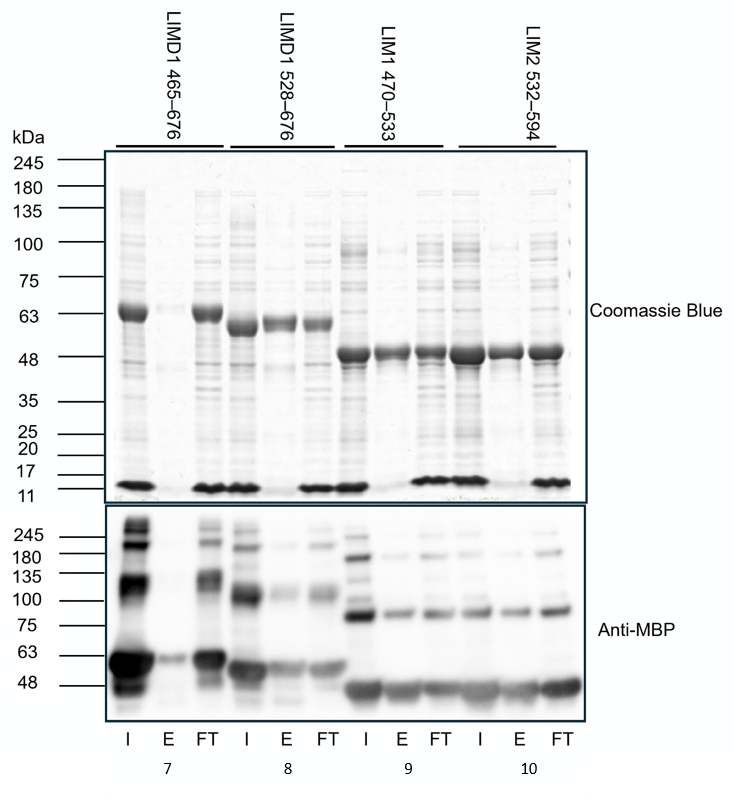 LIMD1 465–676
LIMD1 528–676
LIM1 470–533
LIM2 532–594
kDa
245
180
135
100
75
63
48
35
25
20
17
11
Coomassie Blue
245
180
135
100
75
63
48
Anti-MBP
I E FT I E FT I E FT I E FT
7 8 9 10